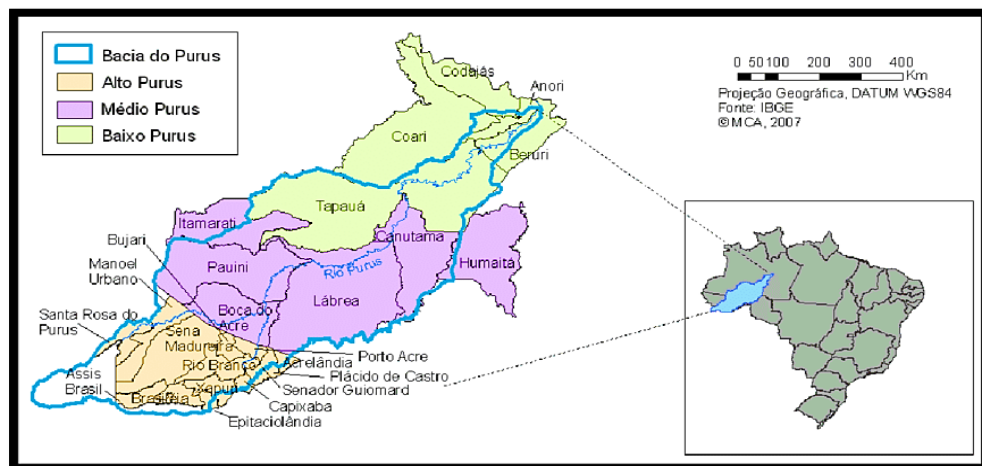 Bacia do Purus
Alto Purus
Médio Purus
Baixo Purus
0 50 100 200 300 400
Km
Projeção Geográfica, DATUM WGS84
Fonte: IBGE
©MCA, 2007
Codajás
Anori
Coari
Beruri
Tapauá
Itamarati
Canutama
Bujari
Humaitá
Pauini
Rio Purus
Manoel
Urbano
Lábrea
Boca do
Acre
Santa Rosa do
Purus
Sena
Madureira
Porto Acre
Rio Branco
Acrelândia
Assis
Brasil
Plácido de Castro
Xapuri
Senador Guiomard
Brasiléia
Capixaba
Epitaciolândia